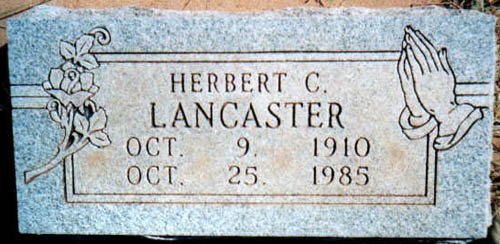 HERBERT C.
LANCASTER
OCT. 9. 1910
OCT. 25. 1985